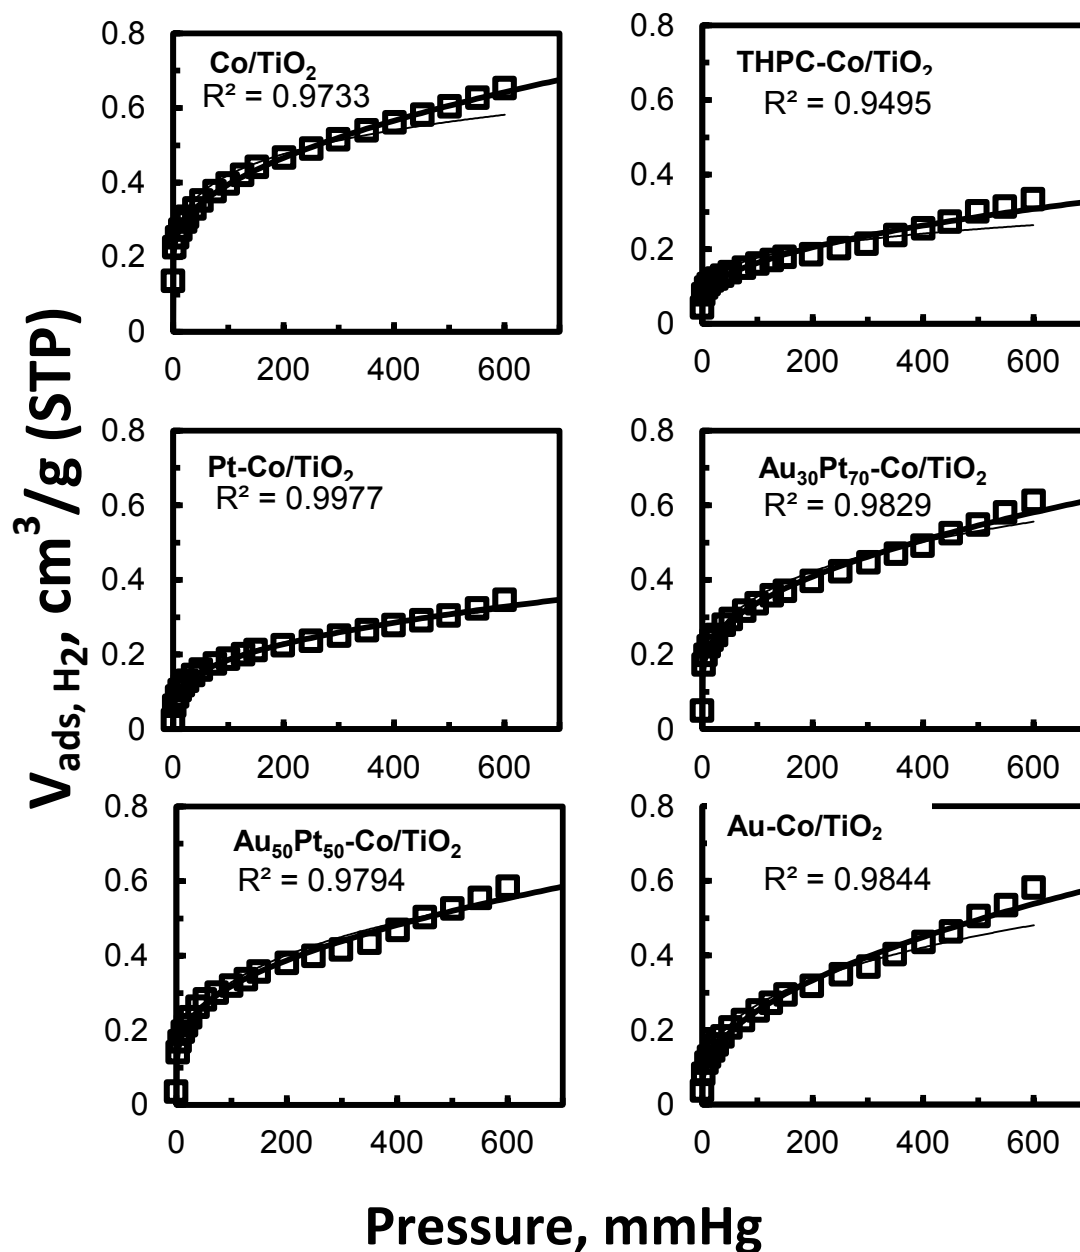 V_ads, H2, cm³/g (STP)
0.8
0.6
0.4
0.2
0
Co/TiO₂
R² = 0.9733
0 200 400 600
0.8
0.6
0.4
0.2
0
THPC-Co/TiO₂
R² = 0.9495
0 200 400 600
0.8
0.6
0.4
0.2
0
Pt-Co/TiO₂
R² = 0.9977
0 200 400 600
0.8
0.6
0.4
0.2
0
Au₃₀Pt₇₀-Co/TiO₂
R² = 0.9829
0 200 400 600
0.8
0.6
0.4
0.2
0
Au₅₀Pt₅₀-Co/TiO₂
R² = 0.9794
0 200 400 600
0.8
0.6
0.4
0.2
0
Au-Co/TiO₂
R² = 0.9844
0 200 400 600
Pressure, mmHg